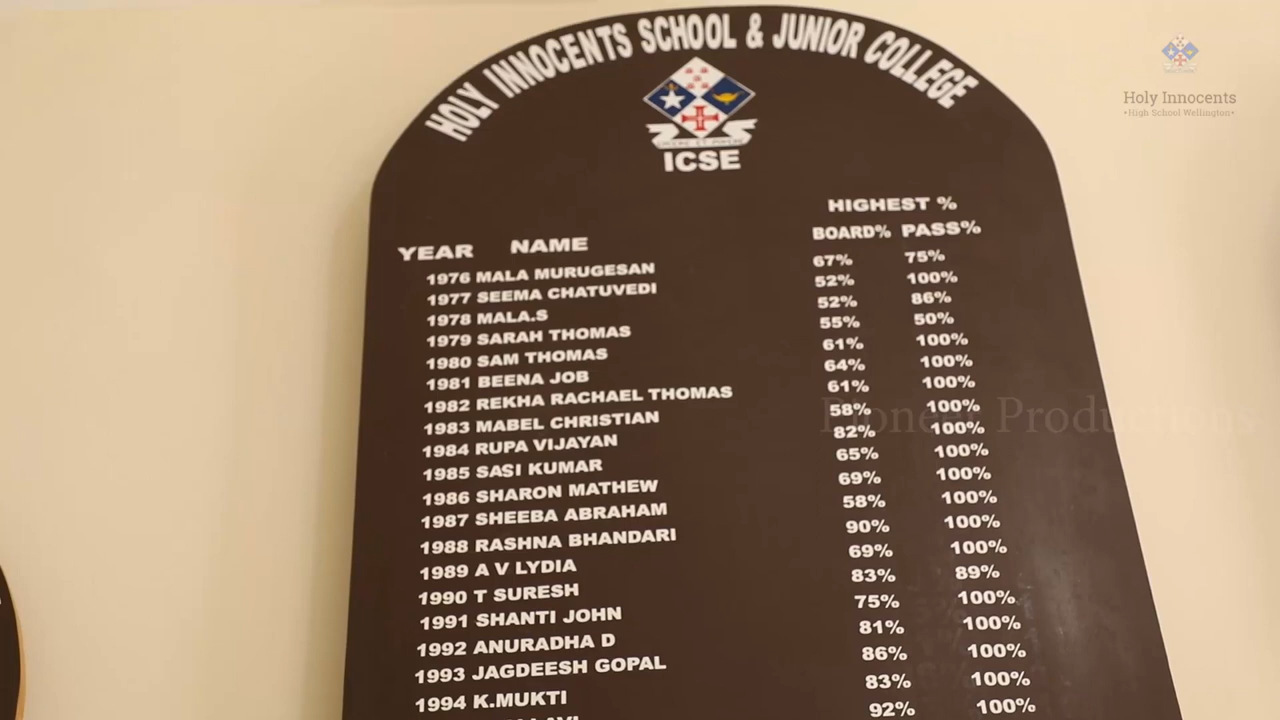 HOLY INNOCENTS SCHOOL & JUNIOR COLLEGE
ICSE
HIGHEST %
YEAR NAME BOARD% PASS%
1976 MALA MURUGESAN 67% 75%
1977 SEEMA CHATUVEDI 52% 100%
1978 MALA.S 52% 86%
1979 SARAH THOMAS 55% 50%
1980 SAM THOMAS 61% 100%
1981 BEENA JOB 64% 100%
1982 REKHA RACHAEL THOMAS 61% 100%
1983 MABEL CHRISTIAN 58% 100%
1984 RUPA VIJAYAN 82% 100%
1985 SASI KUMAR 65% 100%
1986 SHARON MATHEW 69% 100%
1987 SHEEBA ABRAHAM 58% 100%
1988 RASHNA BHANDARI 90% 100%
1989 A V LYDIA 69% 100%
1990 T SURESH 83% 89%
1991 SHANTI JOHN 75% 100%
1992 ANURADHA D 81% 100%
1993 JAGDEESH GOPAL 86% 100%
1994 K.MUKTI 83% 100%
92% 100%
Holy Innocents
•High School Wellington•
Pioneer Productions